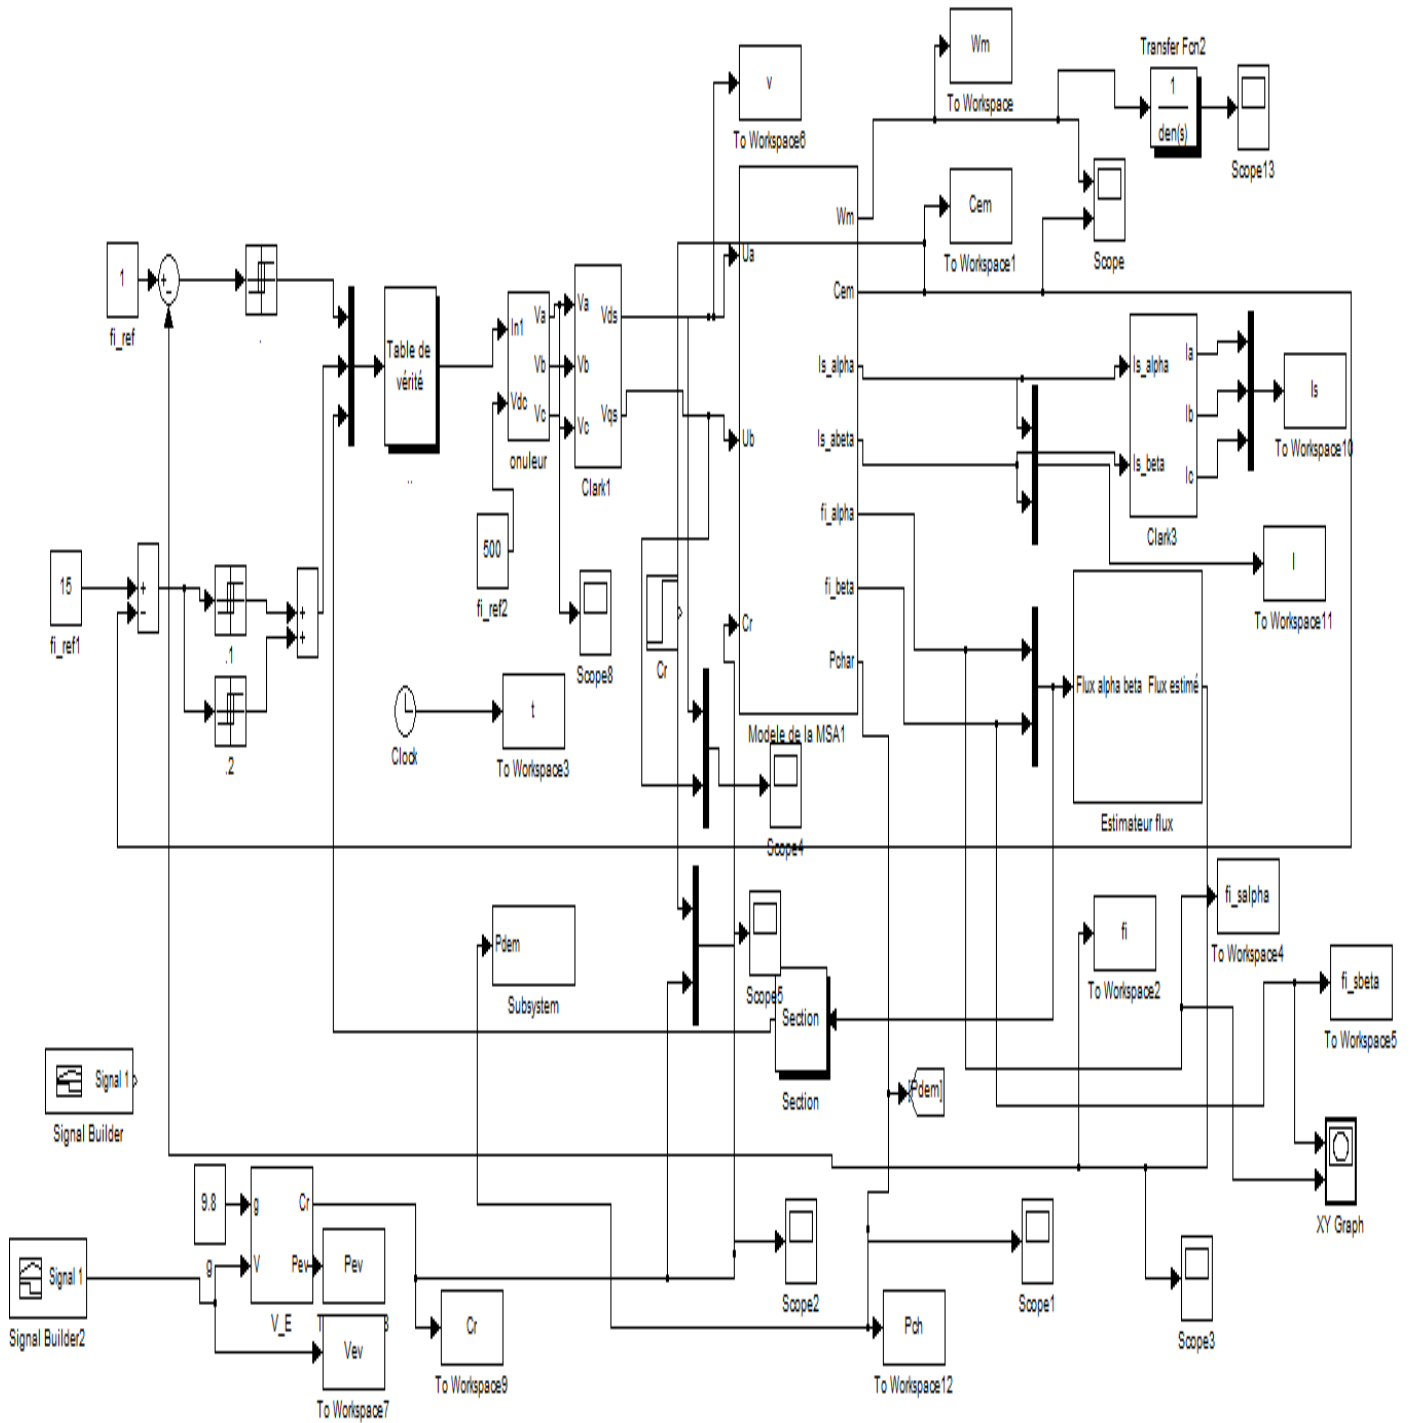 Wm
To Workspace
Transfer Fcn2
1
den(s)
Scope13
v
To Workspace6
Cem
To Workspace1
Scope
1
fi_ref
.
Table de
vérité
..
In1
Vdc
Va
Vb
Vc
onuleur
Va
Vb
Vc
Vds
Vqs
Clark1
Ua
Ub
Cr
Wm
Cem
Is_alpha
Is_abeta
fi_alpha
fi_beta
Pchar
Modele de la MSA1
Is_alpha
Is_beta
Ia
Ib
Ic
Clark3
Is
To Workspace10
I
To Workspace11
500
fi_ref2
Scope8
Cr
15
fi_ref1
.1
.2
Clock
t
To Workspace3
Scope4
Flux alpha beta
Flux estimé
Estimateur flux
fi_salpha
To Workspace4
fi
To Workspace2
fi_sbeta
To Workspace5
Pdem
Subsystem
Scope5
Section
Section
[Pdem]
Signal 1
Signal Builder
XY Graph
9.8
g
g
V
Cr
Pev
V_E
Pev
T 8
Signal 1
Signal Builder2
Vev
To Workspace7
Cr
To Workspace9
Scope2
Scope1
Scope3
Pch
To Workspace12